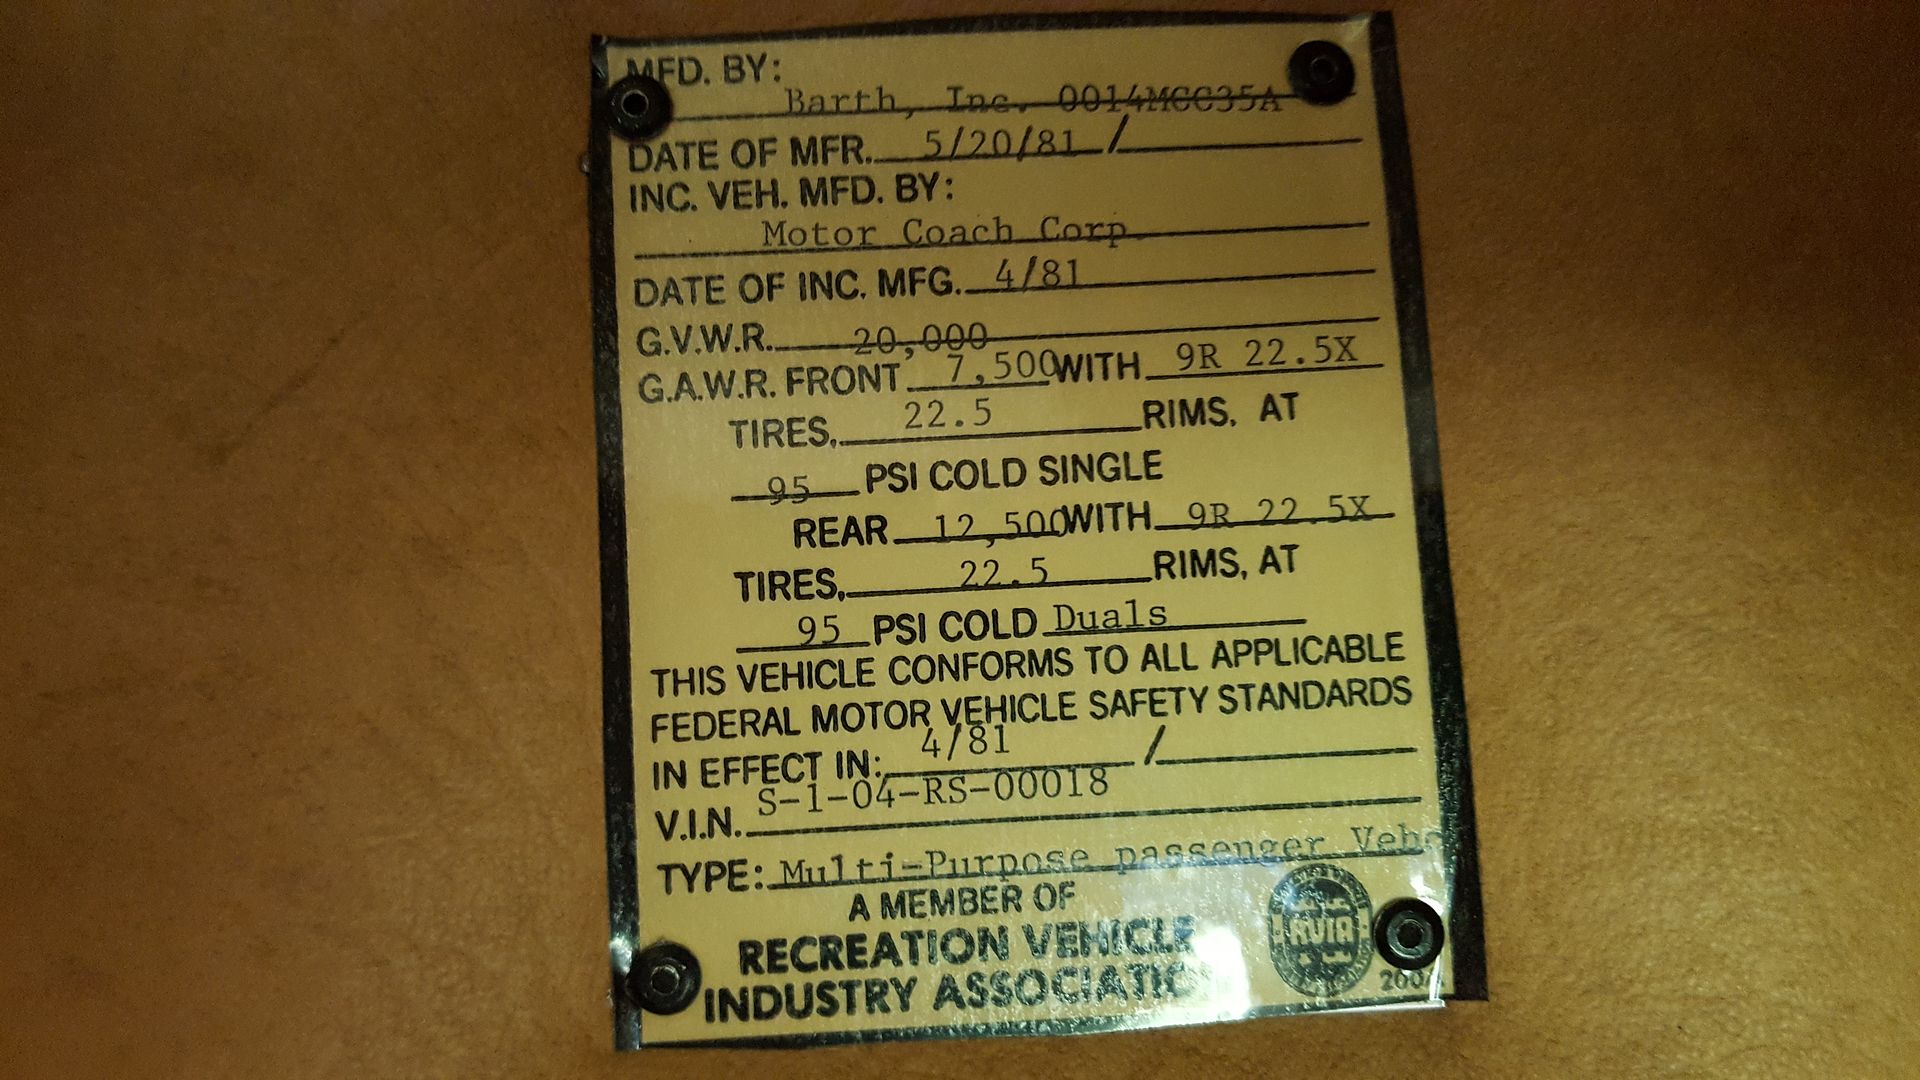 MFD. BY:
Barth, Inc. 0014MCC35A
DATE OF MFR. 5/20/81 /
INC. VEH. MFD. BY:
Motor Coach Corp
DATE OF INC. MFG. 4/81
G.V.W.R. 20,000
G.A.W.R. FRONT 7,500 WITH 9R 22.5X
TIRES, 22.5 RIMS, AT
95 PSI COLD SINGLE
REAR 12,500 WITH 9R 22.5X
TIRES, 22.5 RIMS, AT
95 PSI COLD Duals
THIS VEHICLE CONFORMS TO ALL APPLICABLE
FEDERAL MOTOR VEHICLE SAFETY STANDARDS
IN EFFECT IN: 4/81 /
V.I.N. S-1-04-RS-00018
TYPE: Multi-Purpose passenger
A MEMBER OF
RECREATION VEHICLE
INDUSTRY ASSOCIATIO
RVIA